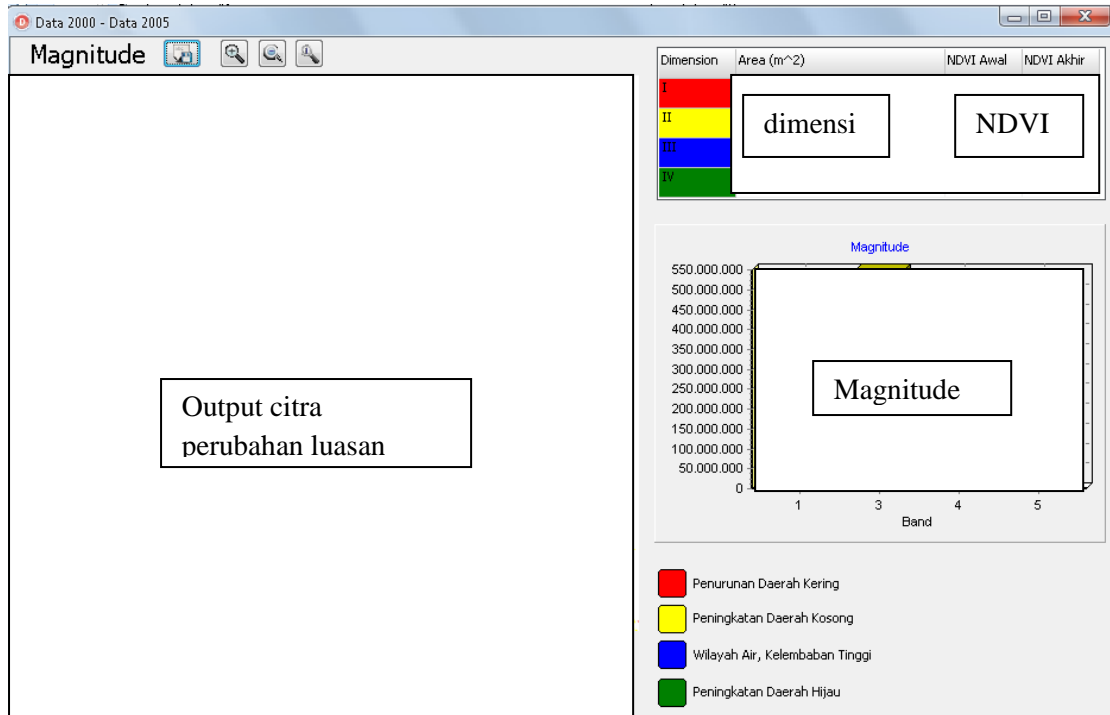 Data 2000 - Data 2005
Magnitude
Dimension Area (m^2) NDVI Awal NDVI Akhir
I
II
III
IV
dimensi
NDVI
Output citra
perubahan luasan
Magnitude
550.000.000
500.000.000
450.000.000
400.000.000
350.000.000
300.000.000
250.000.000
200.000.000
150.000.000
100.000.000
50.000.000
0
Magnitude
1 3 4 5
Band
Penurunan Daerah Kering
Peningkatan Daerah Kosong
Wilayah Air, Kelembaban Tinggi
Peningkatan Daerah Hijau